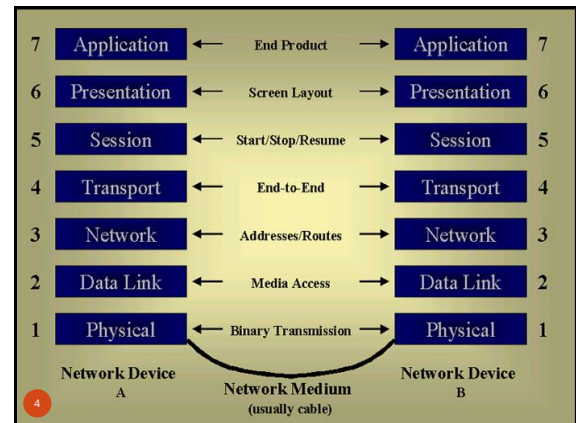 7 Application End Product Application 7
6 Presentation Screen Layout Presentation 6
5 Session Start/Stop/Resume Session 5
4 Transport End-to-End Transport 4
3 Network Addresses/Routes Network 3
2 Data Link Media Access Data Link 2
1 Physical Binary Transmission Physical 1
Network Device Network Device
A Network Medium B
4 (usually cable)